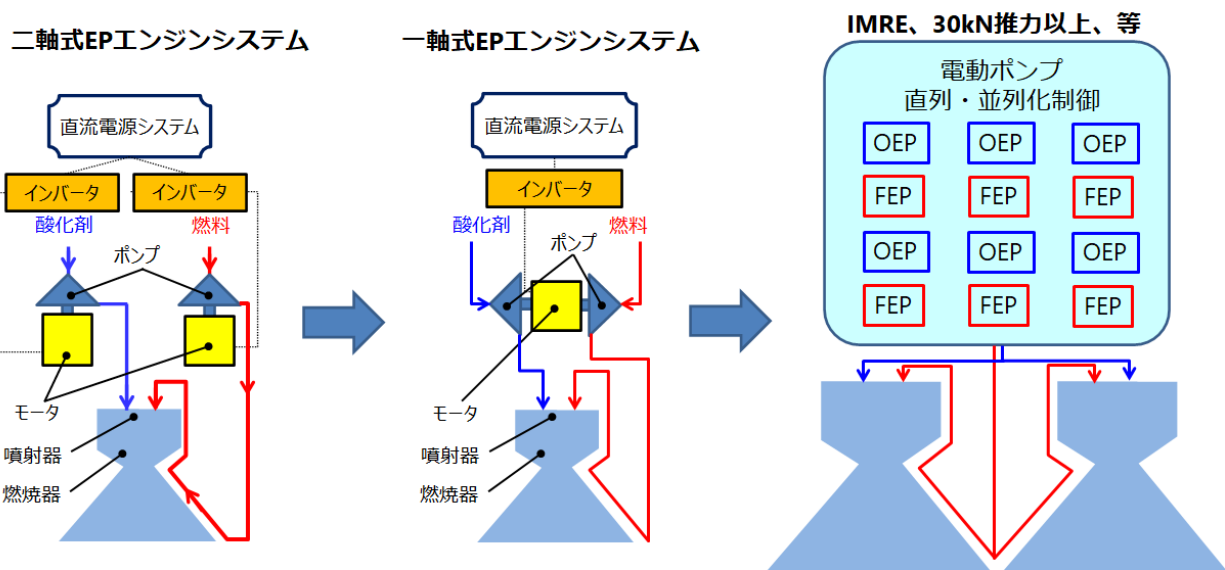 二軸式EPエンジンシステム
直流電源システム
インバータ
インバータ
酸化剤
燃料
ポンプ
モータ
噴射器
燃焼器
一軸式EPエンジンシステム
直流電源システム
インバータ
酸化剤
燃料
ポンプ
モータ
噴射器
燃焼器
IMRE、30kN推力以上、等
電動ポンプ
直列・並列化制御
OEP OEP OEP
FEP FEP FEP
OEP OEP OEP
FEP FEP FEP